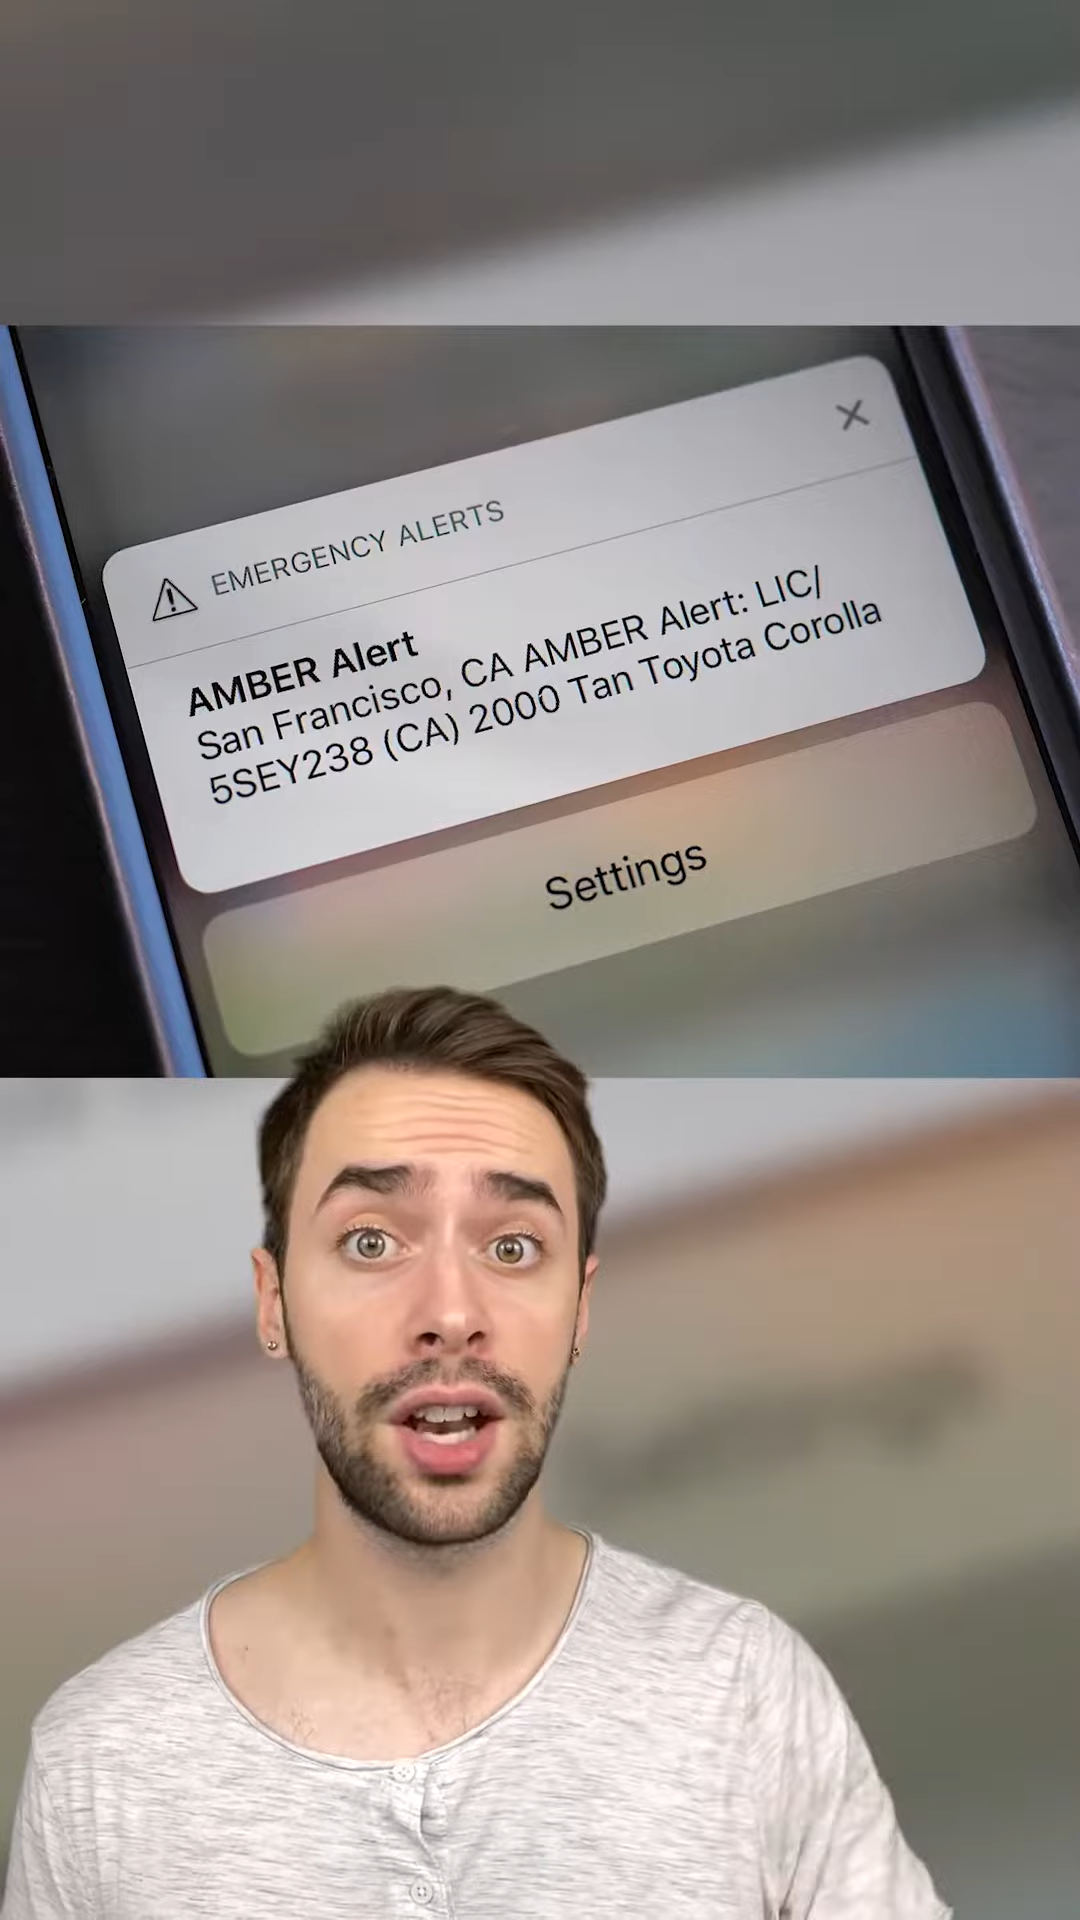 EMERGENCY ALERTS
AMBER Alert
San Francisco, CA AMBER Alert: LIC/
5SEY238 (CA) 2000 Tan Toyota Corolla
Settings